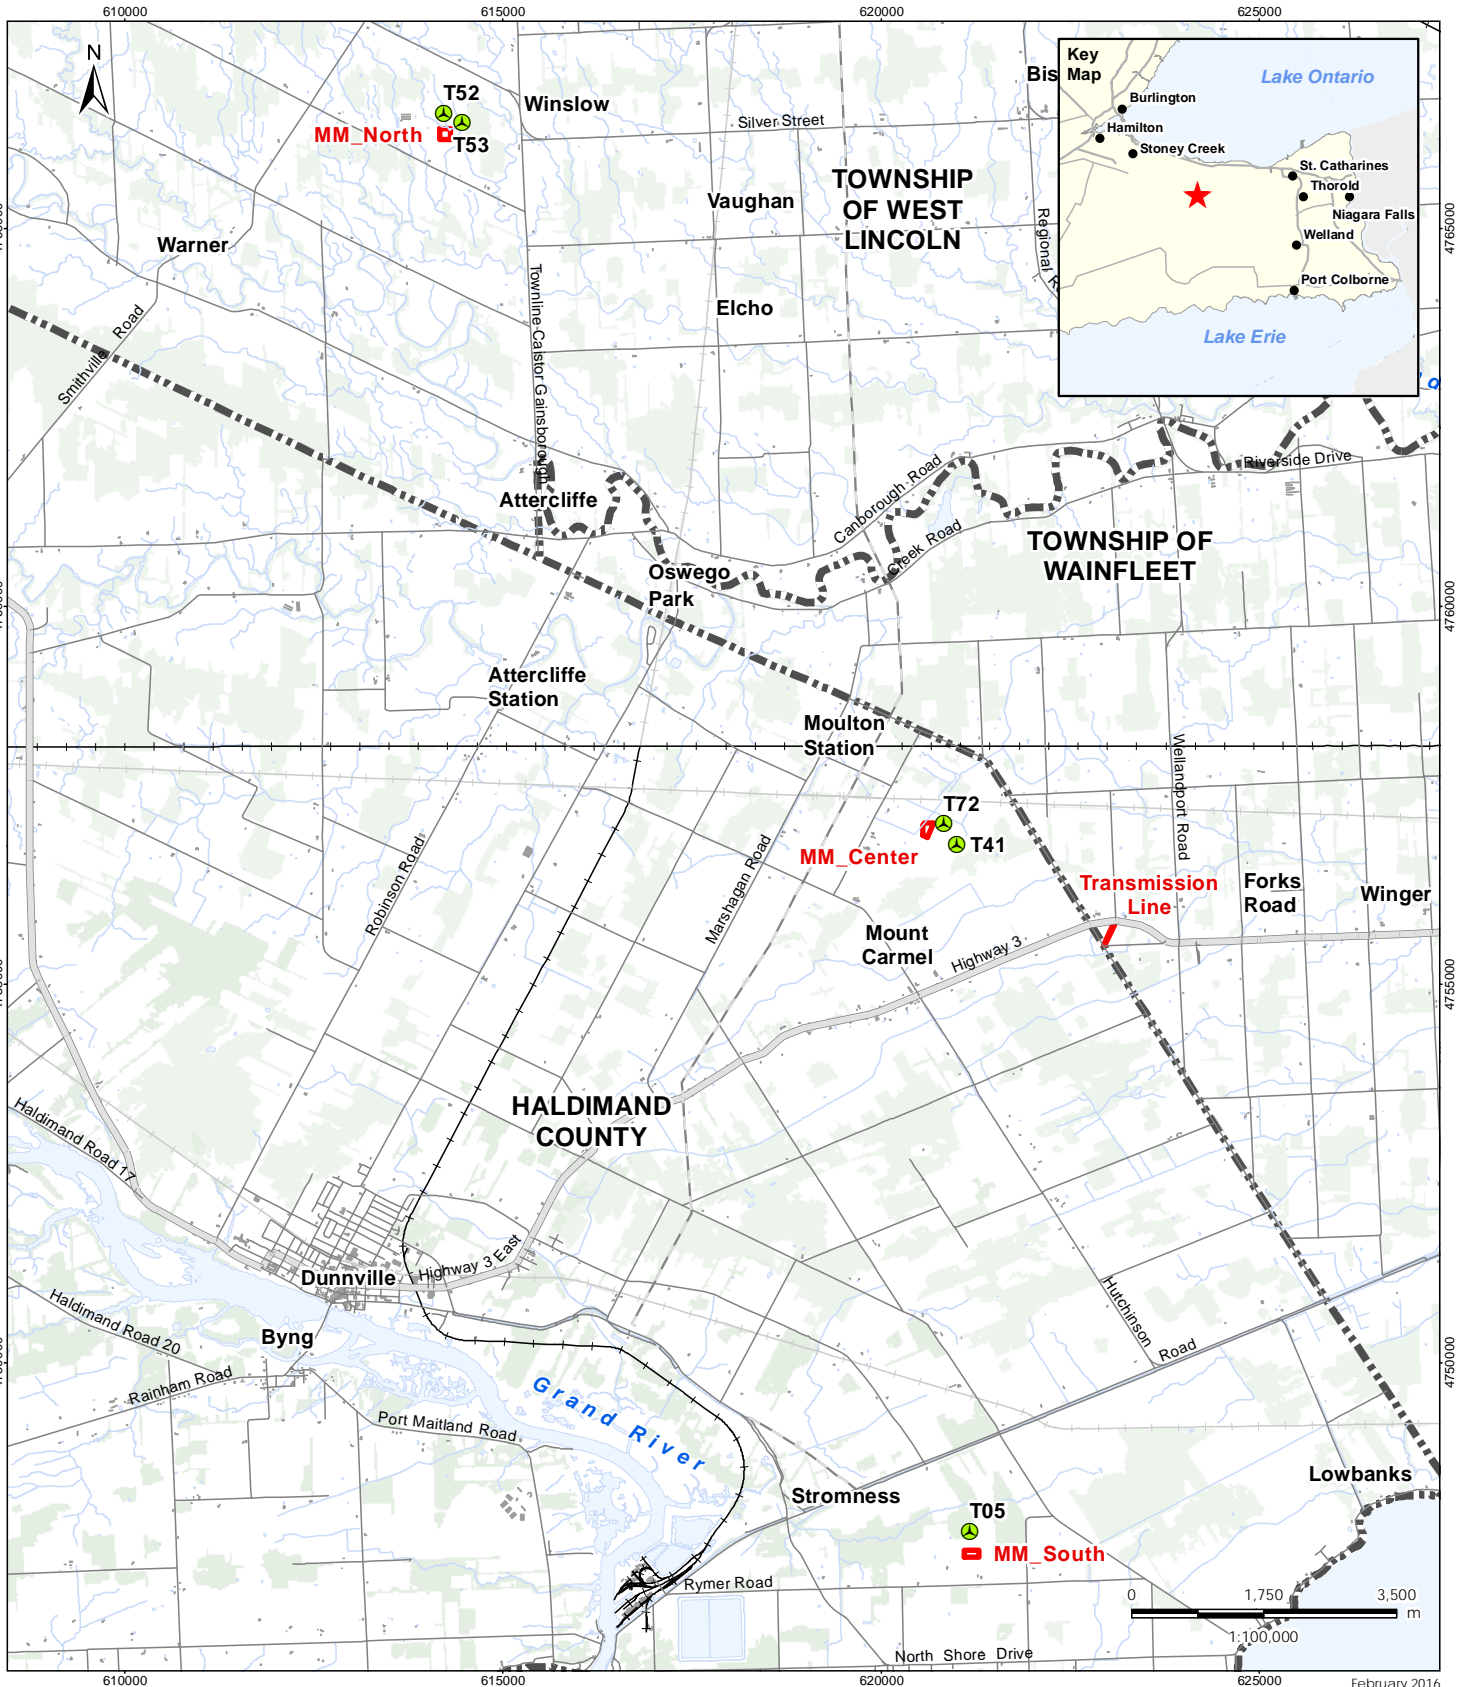 610000
615000
620000
625000
N
Key
Map
Lake Ontario
Burlington
Hamilton
Stoney Creek
St. Catharines
Thorold
Niagara Falls
Welland
Port Colborne
Lake Erie
T52
T53
MM_North
Winslow
Silver Street
Bis
Vaughan
TOWNSHIP
OF WEST
LINCOLN
Warner
Elcho
4765000
Smithville Road
Townline Caistor Gainsborough
Canborough Road
Riverside Drive
Attercliffe
Creek Road
TOWNSHIP OF
WAINFLEET
Oswego
Park
4760000
Attercliffe
Station
Moulton
Station
Wellandport Road
T72
T41
MM_Center
Robinson Road
Marshagan Road
Transmission
Line
Forks
Road
Winger
Mount
Carmel
Highway 3
4755000
HALDIMAND
COUNTY
Haldimand Road 17
Highway 3 East
Dunnville
Haldimand Road 20
Byng
Hutchinson
Road
4750000
Rainham Road
Grand River
Port Maitland Road
Lowbanks
Stromness
T05
MM_South
Rymer Road
0
1,750
3,500
m
1:100,000
North Shore Drive
610000
615000
620000
625000
February 2016